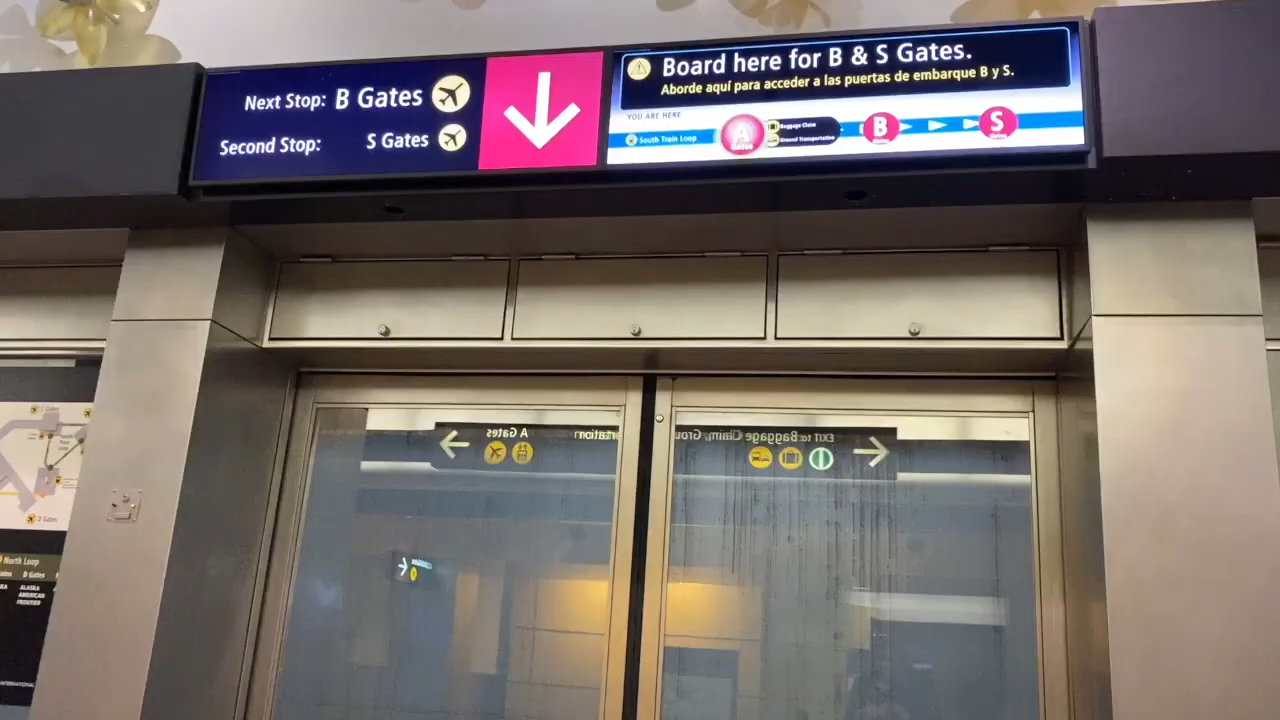 Next Stop: B Gates
Second Stop: S Gates
Board here for B & S Gates.
Aborde aquí para acceder a las puertas de embarque B y S.
YOU ARE HERE
South Train Loop
A
Gates
Baggage Claim
Ground Transportation
B
S
A Gates
EXIT to Baggage Claim, Grou
D Gates
North Loop
D Gates
ALASKA
AMERICAN
FRONTIER